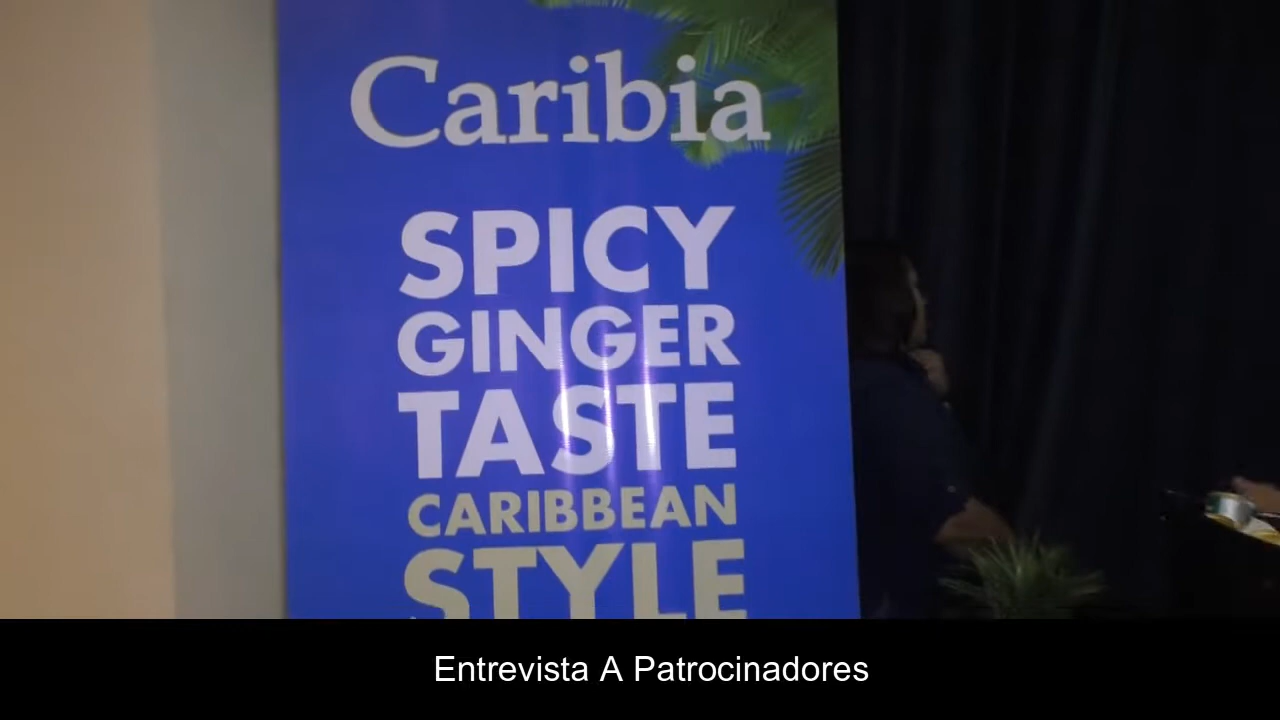 Caribia
SPICY
GINGER
TASTE
CARIBBEAN
STYLE
Entrevista A Patrocinadores